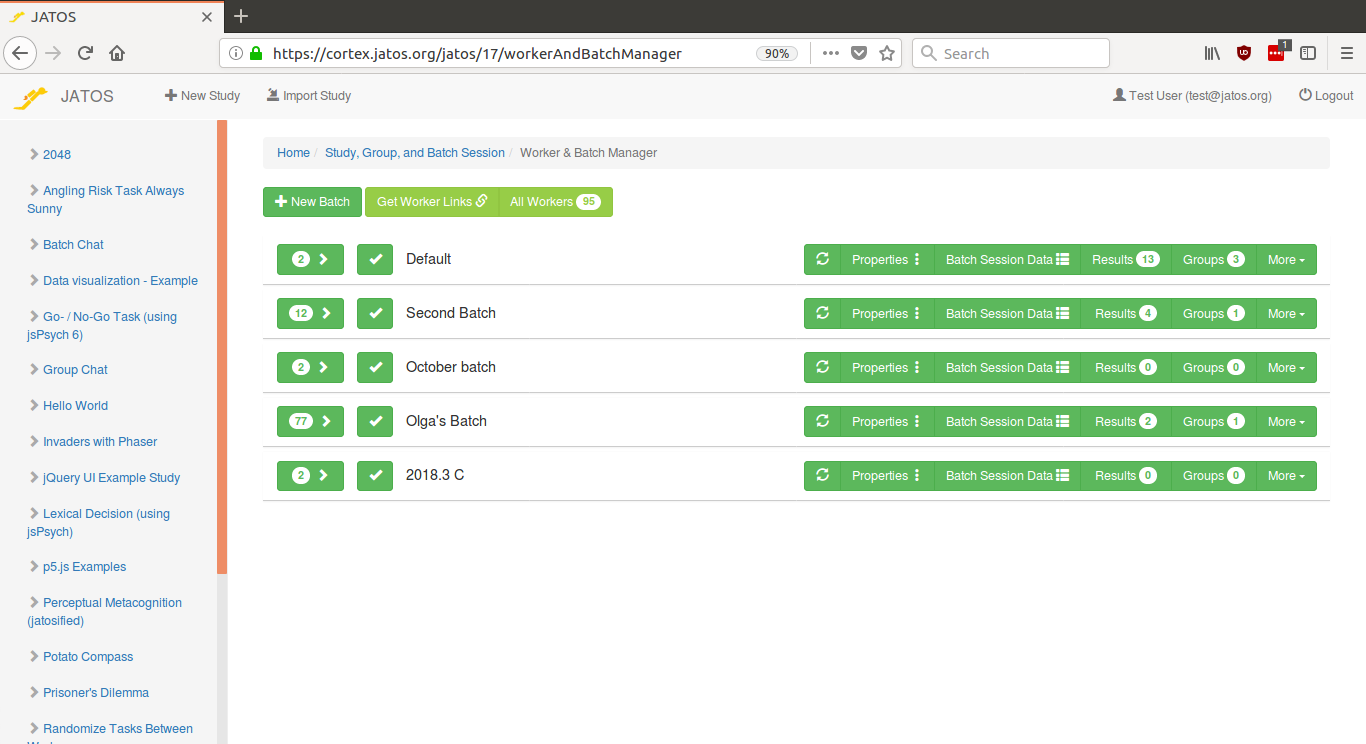 JATOS
https://cortex.jatos.org/jatos/17/workerAndBatchManager
90%
Search
1
JATOS
New Study
Import Study
Test User (test@jatos.org)
Logout
2048
Angling Risk Task Always
Sunny
Batch Chat
Data visualization - Example
Go- / No-Go Task (using
jsPsych 6)
Group Chat
Hello World
Invaders with Phaser
jQuery UI Example Study
Lexical Decision (using
jsPsych)
p5.js Examples
Perceptual Metacognition
(jatosified)
Potato Compass
Prisoner's Dilemma
Randomize Tasks Between
Home / Study, Group, and Batch Session / Worker & Batch Manager
New Batch
Get Worker Links
All Workers 95
2 Default Properties Batch Session Data Results 13 Groups 3 More
12 Second Batch Properties Batch Session Data Results 4 Groups 1 More
2 October batch Properties Batch Session Data Results 0 Groups 0 More
77 Olga's Batch Properties Batch Session Data Results 2 Groups 1 More
2 2018.3 C Properties Batch Session Data Results 0 Groups 0 More